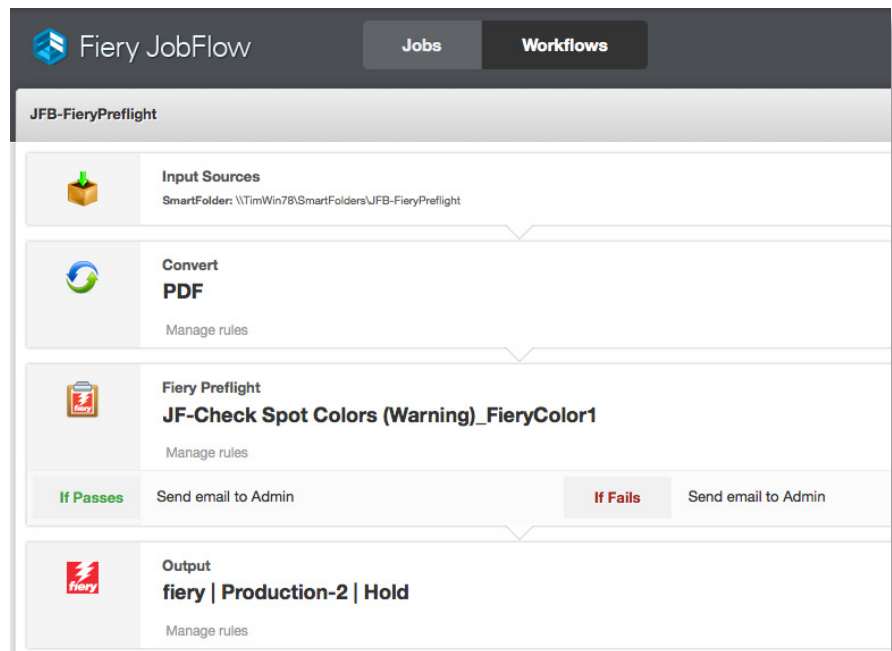 Fiery JobFlow
Jobs
Workflows
JFB-FieryPreflight
Input Sources
SmartFolder: \\TimWin78\SmartFolders\JFB-FieryPreflight
Convert
PDF
Manage rules
fiery
Fiery Preflight
JF-Check Spot Colors (Warning)_FieryColor1
Manage rules
If Passes
Send email to Admin
If Fails
Send email to Admin
fiery
Output
fiery | Production-2 | Hold
Manage rules